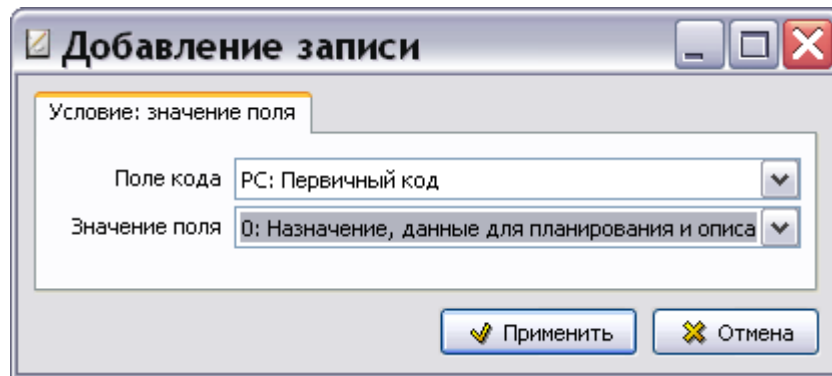 Добавление записи
Условие: значение поля
Поле кода PC: Первичный код
Значение поля 0: Назначение, данные для планирования и описа
Применить Отмена